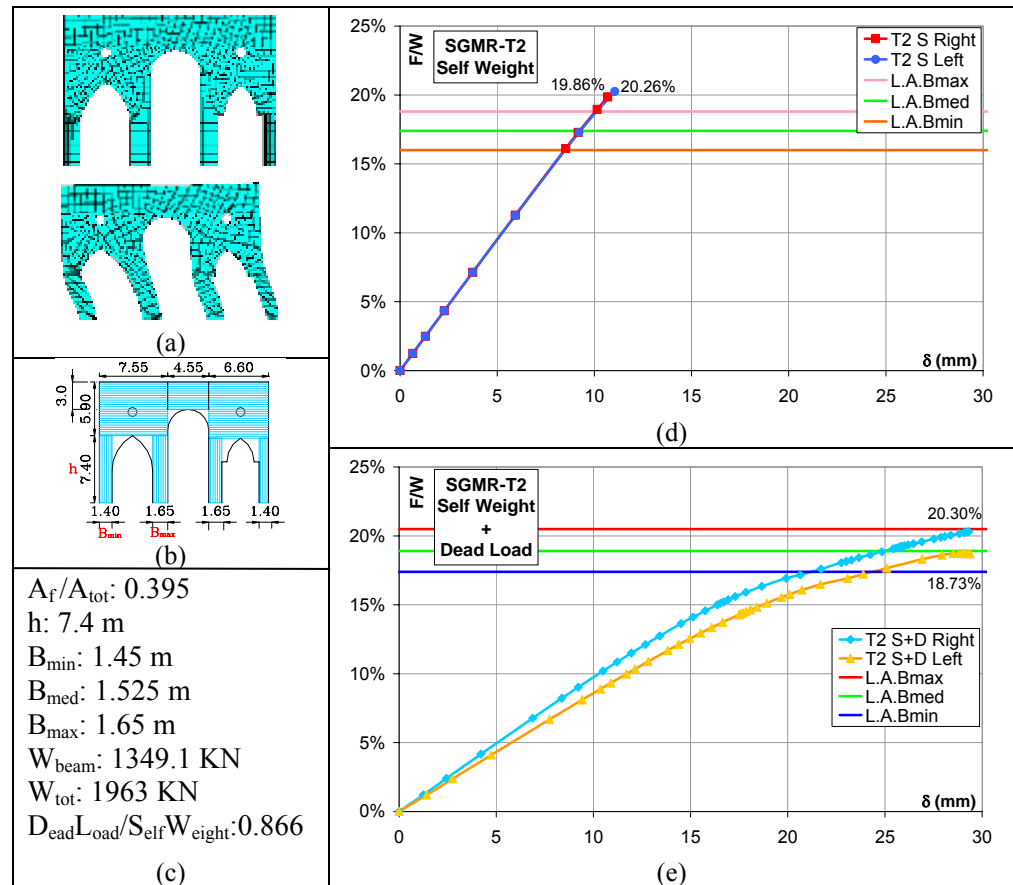 (a)
7.55 4.55 6.60
3.0
5.90
h
7.40
1.40 1.65 1.65 1.40
Bmin Bmax
(b)
Af/Atot: 0.395
h: 7.4 m
Bmin: 1.45 m
Bmed: 1.525 m
Bmax: 1.65 m
Wbeam: 1349.1 KN
Wtot: 1963 KN
DeadLoad/SelfWeight:0.866
(c)
25%
20%
15%
10%
5%
0%
F/W
SGMR-T2
Self Weight
19.86% 20.26%
T2 S Right
T2 S Left
L.A.Bmax
L.A.Bmed
L.A.Bmin
δ (mm)
0 5 10 15 20 25 30
(d)
25%
20%
15%
10%
5%
0%
F/W
SGMR-T2
Self Weight
+
Dead Load
20.30%
18.73%
T2 S+D Right
T2 S+D Left
L.A.Bmax
L.A.Bmed
L.A.Bmin
δ (mm)
0 5 10 15 20 25 30
(e)